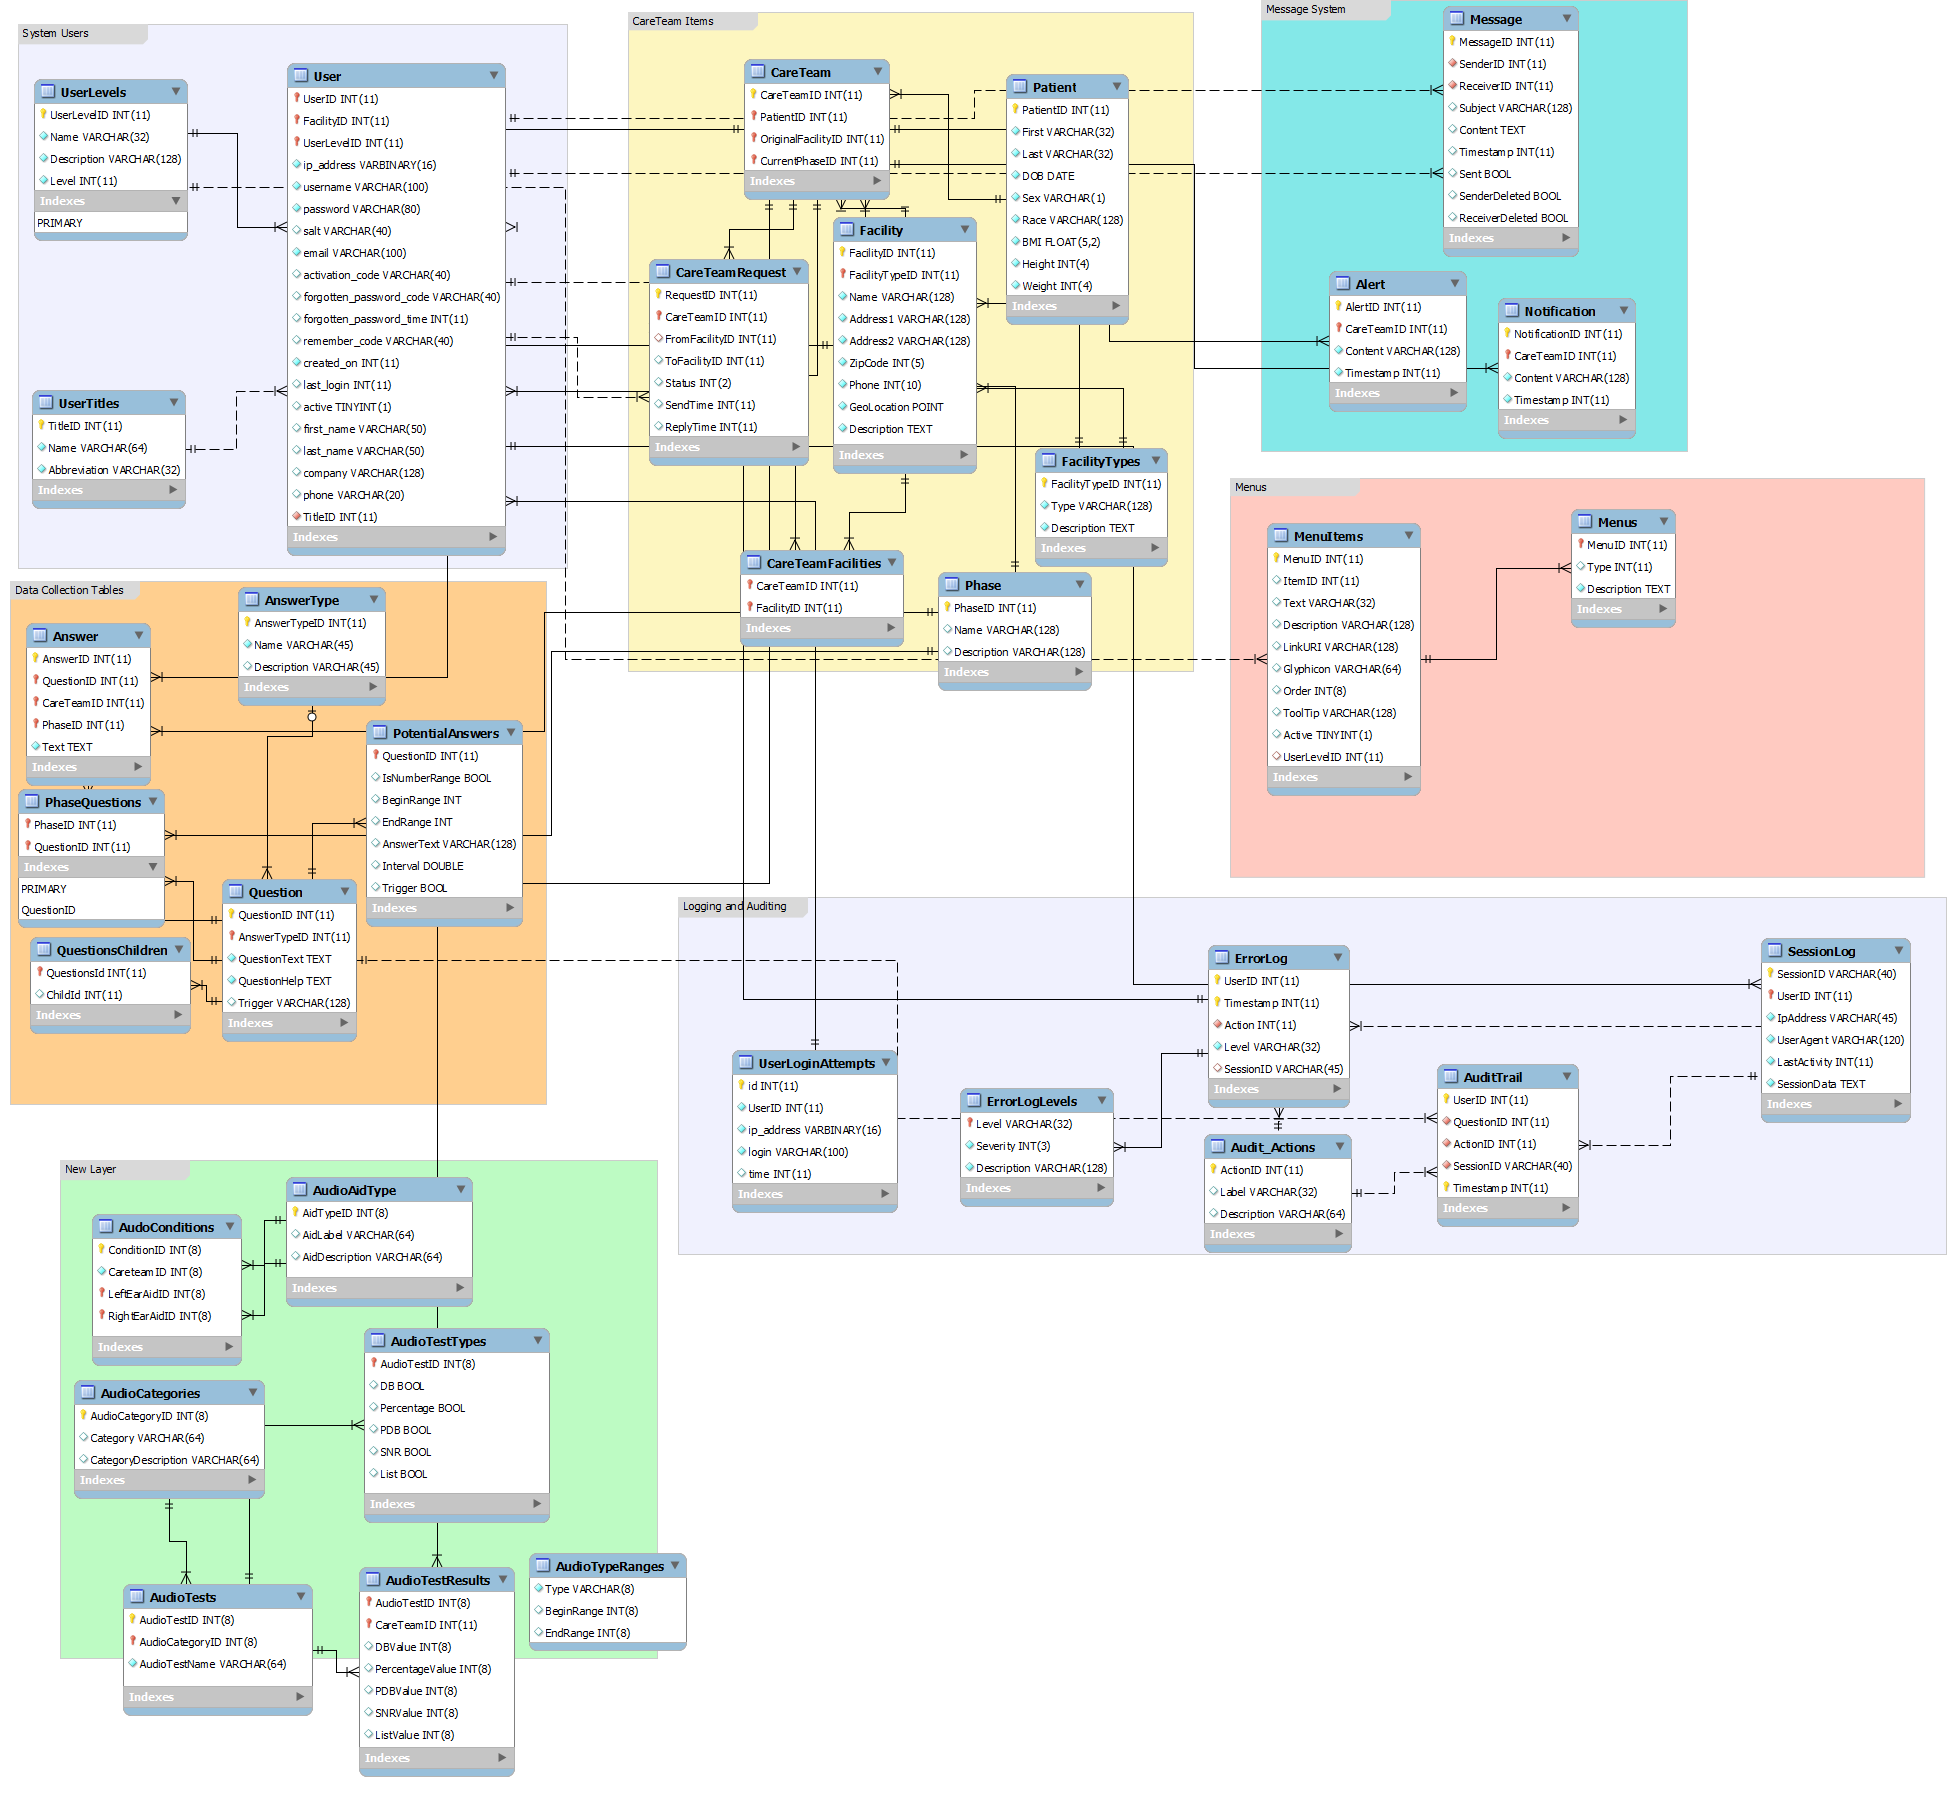 System Users
UserLevels
UserLevelID INT(11)
Name VARCHAR(32)
Description VARCHAR(128)
Level INT(11)
Indexes
PRIMARY
User
UserID INT(11)
FacilityID INT(11)
UserLevelID INT(11)
ip_address VARBINARY(16)
username VARCHAR(100)
password VARCHAR(80)
salt VARCHAR(40)
email VARCHAR(100)
activation_code VARCHAR(40)
forgotten_password_code VARCHAR(40)
forgotten_password_time INT(11)
remember_code VARCHAR(40)
created_on INT(11)
last_login INT(11)
active TINYINT(1)
first_name VARCHAR(50)
last_name VARCHAR(50)
company VARCHAR(128)
phone VARCHAR(20)
TitleID INT(11)
Indexes
UserTitles
TitleID INT(11)
Name VARCHAR(64)
Abbreviation VARCHAR(32)
Indexes
CareTeam Items
CareTeam
CareTeamID INT(11)
PatientID INT(11)
OriginalFacilityID INT(11)
CurrentPhaseID INT(11)
Indexes
Patient
PatientID INT(11)
First VARCHAR(32)
Last VARCHAR(32)
DOB DATE
Sex VARCHAR(1)
Race VARCHAR(128)
BMI FLOAT(5,2)
Height INT(4)
Weight INT(4)
Indexes
CareTeamRequest
RequestID INT(11)
CareTeamID INT(11)
FromFacilityID INT(11)
ToFacilityID INT(11)
Status INT(2)
SendTime INT(11)
ReplyTime INT(11)
Indexes
Facility
FacilityID INT(11)
FacilityTypeID INT(11)
Name VARCHAR(128)
Address1 VARCHAR(128)
Address2 VARCHAR(128)
ZipCode INT(5)
Phone INT(10)
GeoLocation POINT
Description TEXT
Indexes
FacilityTypes
FacilityTypeID INT(11)
Type VARCHAR(128)
Description TEXT
Indexes
CareTeamFacilities
CareTeamID INT(11)
FacilityID INT(11)
Indexes
Phase
PhaseID INT(11)
Name VARCHAR(128)
Description VARCHAR(128)
Indexes
Message System
Message
MessageID INT(11)
SenderID INT(11)
ReceiverID INT(11)
Subject VARCHAR(128)
Content TEXT
Timestamp INT(11)
Sent BOOL
SenderDeleted BOOL
ReceiverDeleted BOOL
Indexes
Alert
AlertID INT(11)
CareTeamID INT(11)
Content VARCHAR(128)
Timestamp INT(11)
Indexes
Notification
NotificationID INT(11)
CareTeamID INT(11)
Content VARCHAR(128)
Timestamp INT(11)
Indexes
Menus
MenuItems
MenuID INT(11)
ItemID INT(11)
Text VARCHAR(32)
Description VARCHAR(128)
LinkURI VARCHAR(128)
Glyphicon VARCHAR(64)
Order INT(8)
ToolTip VARCHAR(128)
Active TINYINT(1)
UserLevelID INT(11)
Indexes
Menus
MenuID INT(11)
Type INT(11)
Description TEXT
Indexes
Data Collection Tables
Answer
AnswerID INT(11)
QuestionID INT(11)
CareTeamID INT(11)
PhaseID INT(11)
Text TEXT
Indexes
AnswerType
AnswerTypeID INT(11)
Name VARCHAR(45)
Description VARCHAR(45)
Indexes
PotentialAnswers
QuestionID INT(11)
IsNumberRange BOOL
BeginRange INT
EndRange INT
AnswerText VARCHAR(128)
Interval DOUBLE
Trigger BOOL
Indexes
PhaseQuestions
PhaseID INT(11)
QuestionID INT(11)
Indexes
PRIMARY
QuestionID
Question
QuestionID INT(11)
AnswerTypeID INT(11)
QuestionText TEXT
QuestionHelp TEXT
Trigger VARCHAR(128)
Indexes
QuestionsChildren
QuestionsId INT(11)
ChildId INT(11)
Indexes
Logging and Auditing
UserLoginAttempts
id INT(11)
UserID INT(11)
ip_address VARBINARY(16)
login VARCHAR(100)
time INT(11)
Indexes
ErrorLogLevels
Level VARCHAR(32)
Severity INT(3)
Description VARCHAR(128)
Indexes
ErrorLog
UserID INT(11)
Timestamp INT(11)
Action INT(11)
Level VARCHAR(32)
SessionID VARCHAR(45)
Indexes
Audit_Actions
ActionID INT(11)
Label VARCHAR(32)
Description VARCHAR(64)
Indexes
AuditTrail
UserID INT(11)
QuestionID INT(11)
ActionID INT(11)
SessionID VARCHAR(40)
Timestamp INT(11)
Indexes
SessionLog
SessionID VARCHAR(40)
UserID INT(11)
IpAddress VARCHAR(45)
UserAgent VARCHAR(120)
LastActivity INT(11)
SessionData TEXT
Indexes
New Layer
AudoConditions
ConditionID INT(8)
CareteamID INT(8)
LeftEarAidID INT(8)
RightEarAidID INT(8)
Indexes
AudioAidType
AidTypeID INT(8)
AidLabel VARCHAR(64)
AidDescription VARCHAR(64)
Indexes
AudioCategories
AudioCategoryID INT(8)
Category VARCHAR(64)
CategoryDescription VARCHAR(64)
Indexes
AudioTestTypes
AudioTestID INT(8)
DB BOOL
Percentage BOOL
PDB BOOL
SNR BOOL
List BOOL
Indexes
AudioTests
AudioTestID INT(8)
AudioCategoryID INT(8)
AudioTestName VARCHAR(64)
Indexes
AudioTestResults
AudioTestID INT(8)
CareTeamID INT(11)
DBValue INT(8)
PercentageValue INT(8)
PDBValue INT(8)
SNRValue INT(8)
ListValue INT(8)
Indexes
AudioTypeRanges
Type VARCHAR(8)
BeginRange INT(8)
EndRange INT(8)